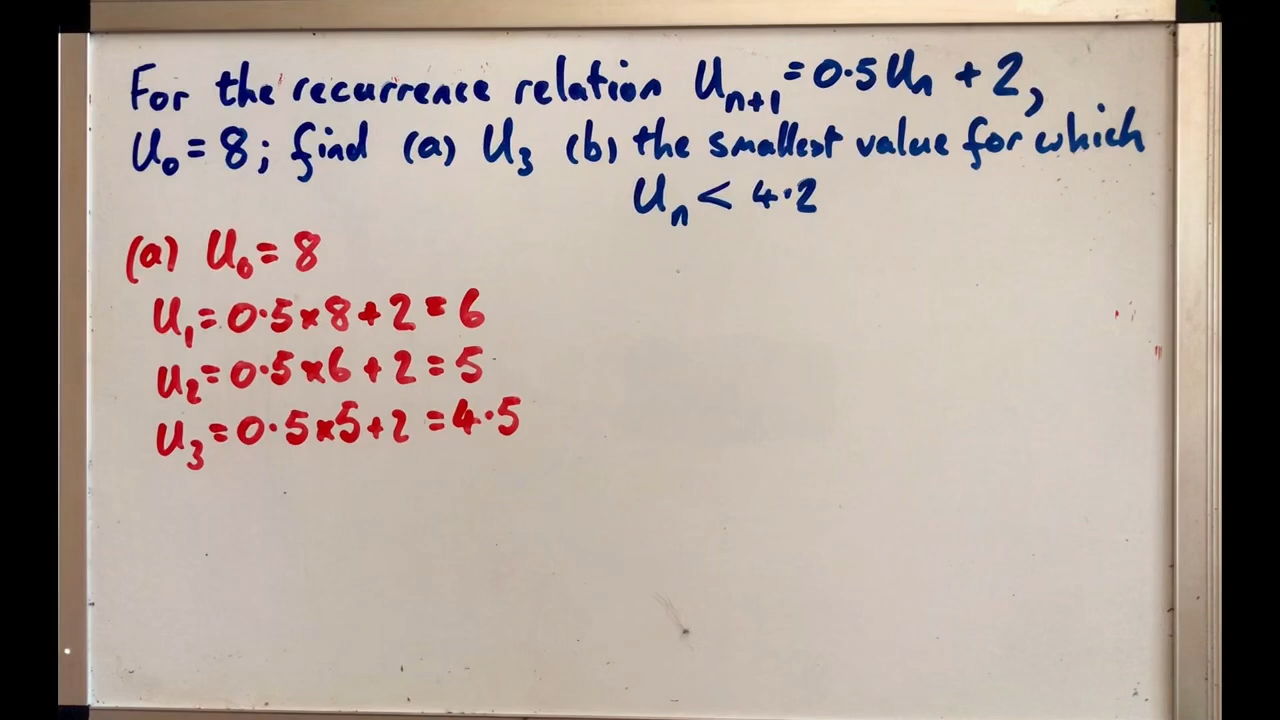 For the recurrence relation Uₙ₊₁ = 0·5Uₙ + 2,
U₀ = 8; find (a) U₃ (b) the smallest value for which
Uₙ < 4·2
(a) U₀ = 8
U₁ = 0·5×8+2 = 6
U₂ = 0·5×6+2 = 5
U₃ = 0·5×5+2 = 4·5